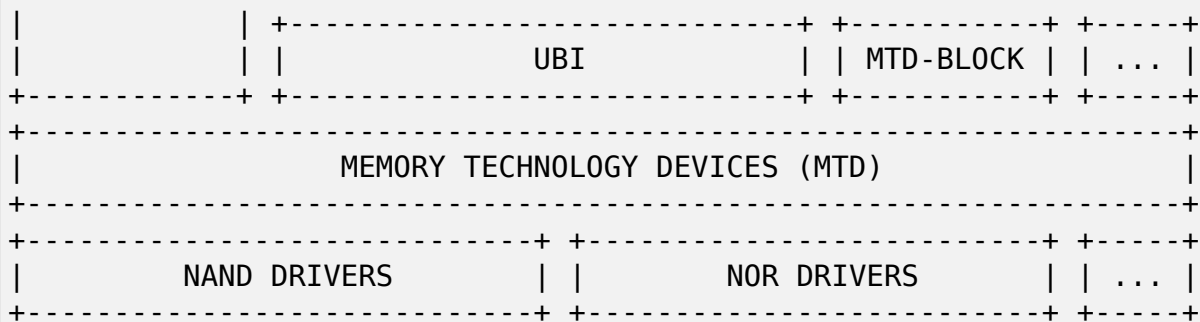 |            | +-----------------------------+ +-----------+ +-----+
|            | |              UBI            | | MTD-BLOCK | | ... |
+------------+ +-----------------------------+ +-----------+ +-----+
+------------------------------------------------------------------+
|                  MEMORY TECHNOLOGY DEVICES (MTD)                 |
+------------------------------------------------------------------+
+-----------------------------+ +--------------------------+ +-----+
|         NAND DRIVERS        | |        NOR DRIVERS       | | ... |
+-----------------------------+ +--------------------------+ +-----+